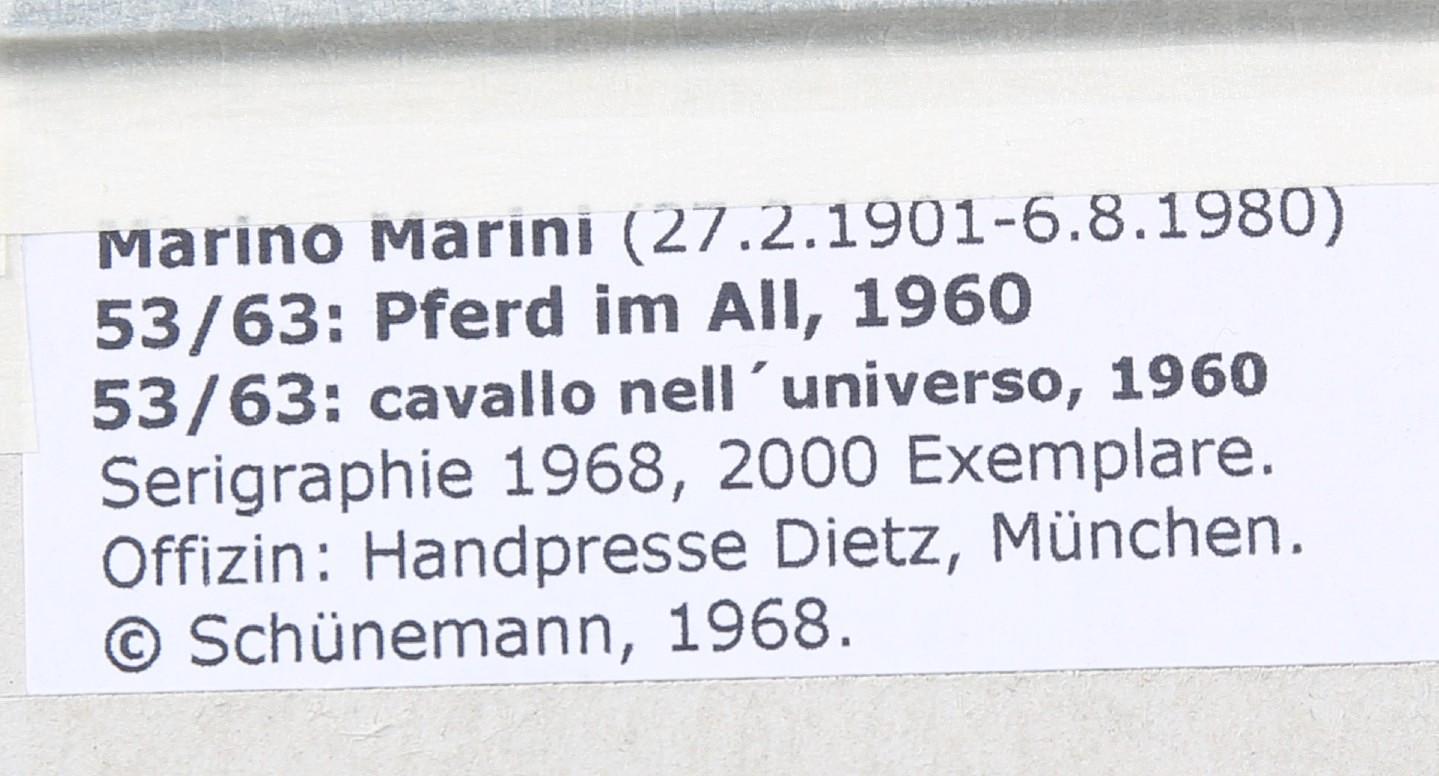 Marino Marini (27.2.1901-6.8.1980)
53/63: Pferd im All, 1960
53/63: cavallo nell´universo, 1960
Serigraphie 1968, 2000 Exemplare.
Offizin: Handpresse Dietz, München.
© Schünemann, 1968.